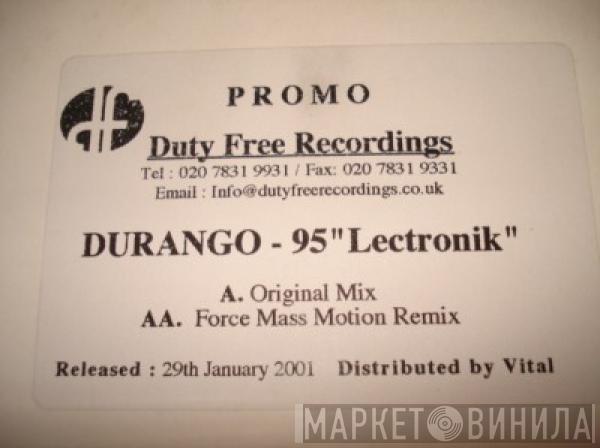 PROMO
Duty Free Recordings
Tel : 020 7831 9931 / Fax: 020 7831 9331
Email : Info@dutyfreerecordings.co.uk
DURANGO - 95"Lectronik"
A. Original Mix
AA. Force Mass Motion Remix
Released : 29th January 2001 Distributed by Vital
МАРКЕТ ВИНИЛА